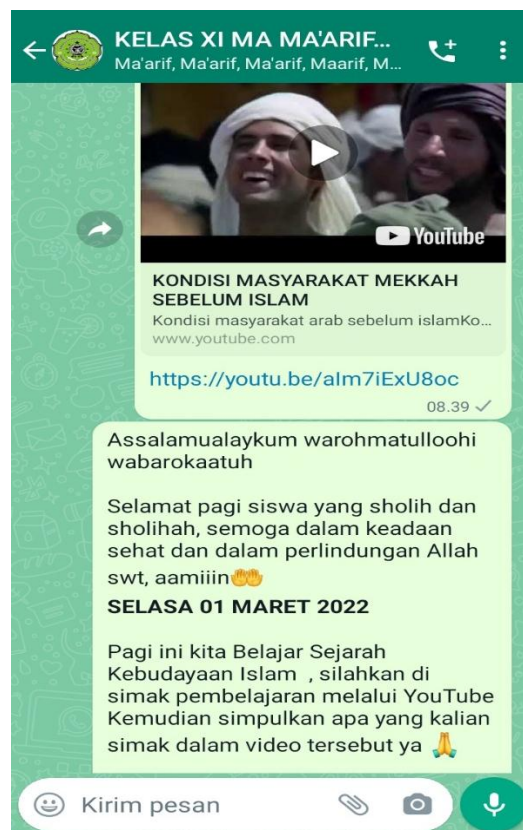 KELAS XI MA MA'ARIF...
Ma'arif, Ma'arif, Ma'arif, Maarif, M...
YouTube
KONDISI MASYARAKAT MEKKAH
SEBELUM ISLAM
Kondisi masyarakat arab sebelum islamKo...
www.youtube.com
https://youtu.be/aIm7iExU8oc
08.39
Assalamualaykum warohmatulloohi
wabarokaatuh
Selamat pagi siswa yang sholih dan
sholihah, semoga dalam keadaan
sehat dan dalam perlindungan Allah
swt, aamiiin🤲
SELASA 01 MARET 2022
Pagi ini kita Belajar Sejarah
Kebudayaan Islam , silahkan di
simak pembelajaran melalui YouTube
Kemudian simpulkan apa yang kalian
simak dalam video tersebut ya 🙏
Kirim pesan